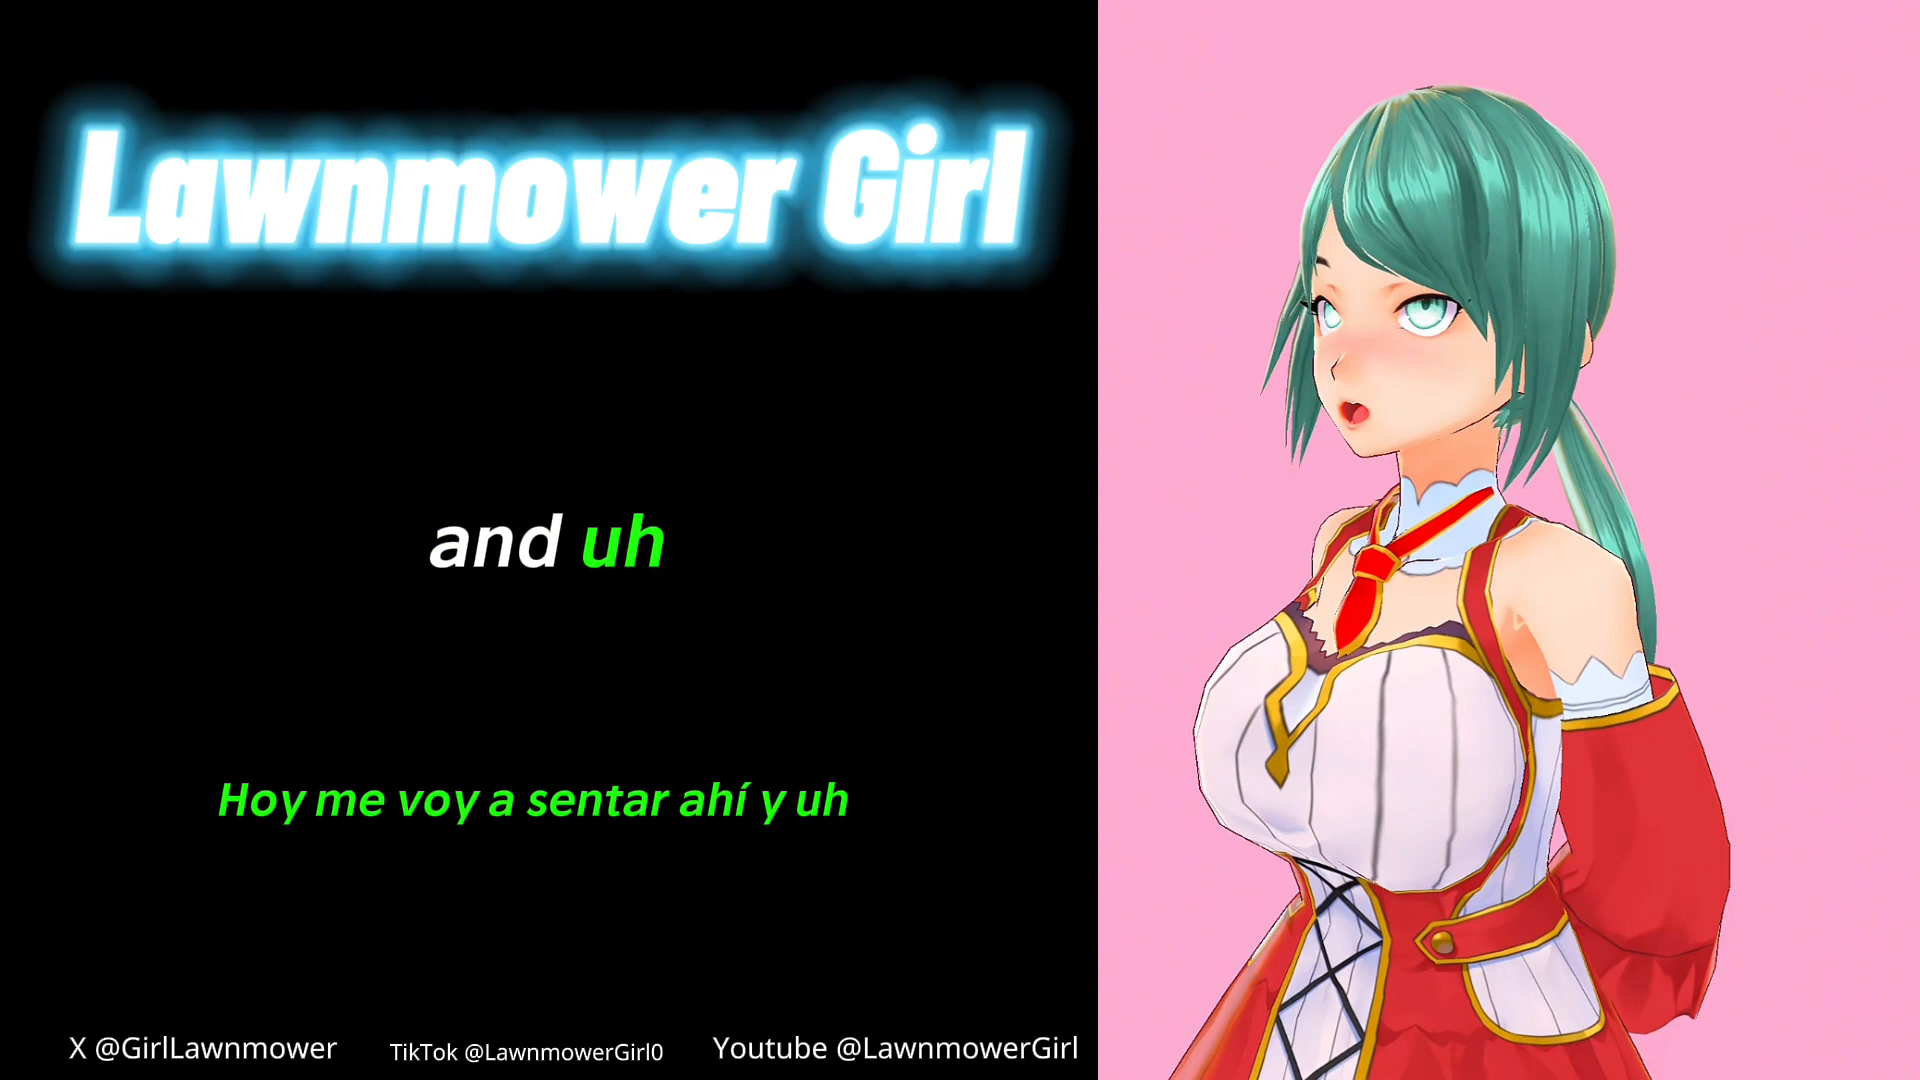 Lawnmower Girl
and uh
Hoy me voy a sentar ahí y uh
X @GirlLawnmower TikTok @LawnmowerGirl0 Youtube @LawnmowerGirl